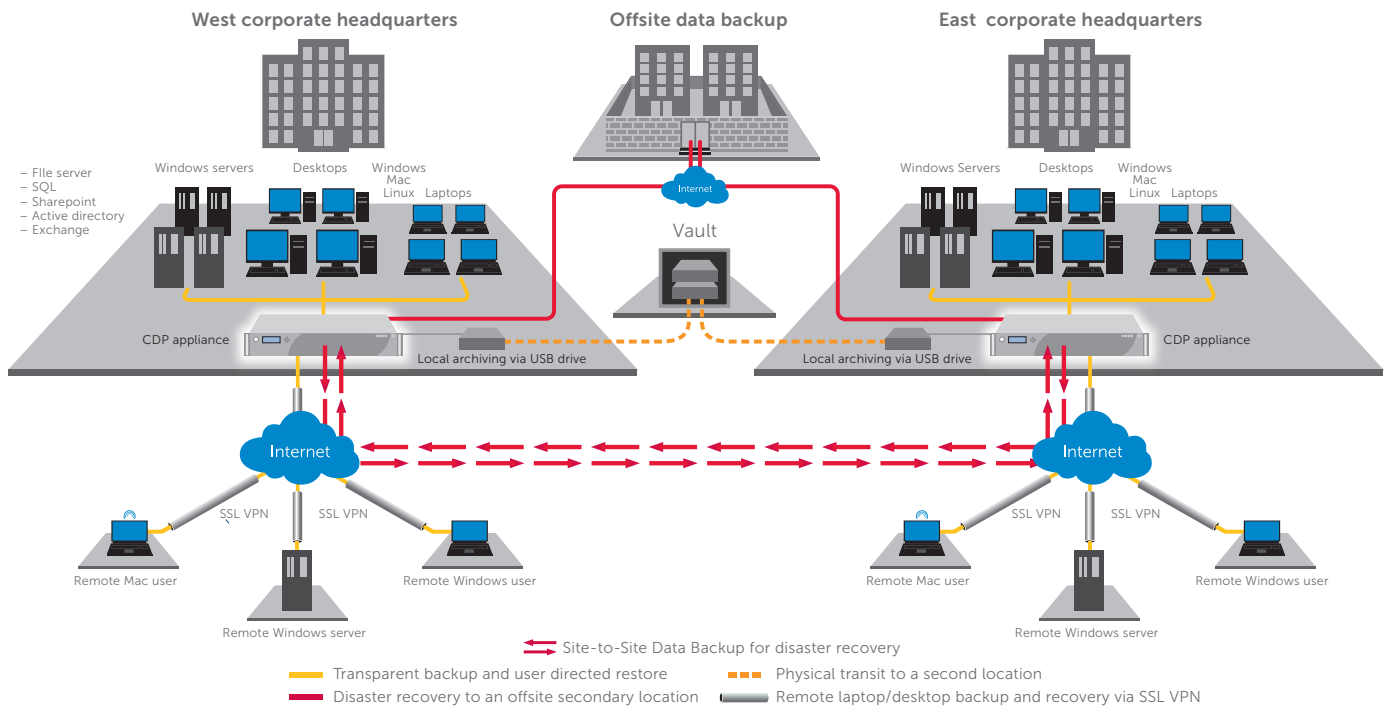 West corporate headquarters
Offsite data backup
East corporate headquarters
– FIle server
– SQL
– Sharepoint
– Active directory
– Exchange
Windows servers
Desktops
Windows
Mac
Linux
Laptops
Internet
Vault
Windows Servers
Desktops
Windows
Mac
Linux
Laptops
CDP appliance
Local archiving via USB drive
Local archiving via USB drive
CDP appliance
Internet
Internet
SSL VPN
SSL VPN
SSL VPN
SSL VPN
Remote Mac user
Remote Windows user
Remote Windows server
Remote Mac user
Remote Windows user
Remote Windows server
Site-to-Site Data Backup for disaster recovery
Transparent backup and user directed restore
Physical transit to a second location
Disaster recovery to an offsite secondary location
Remote laptop/desktop backup and recovery via SSL VPN